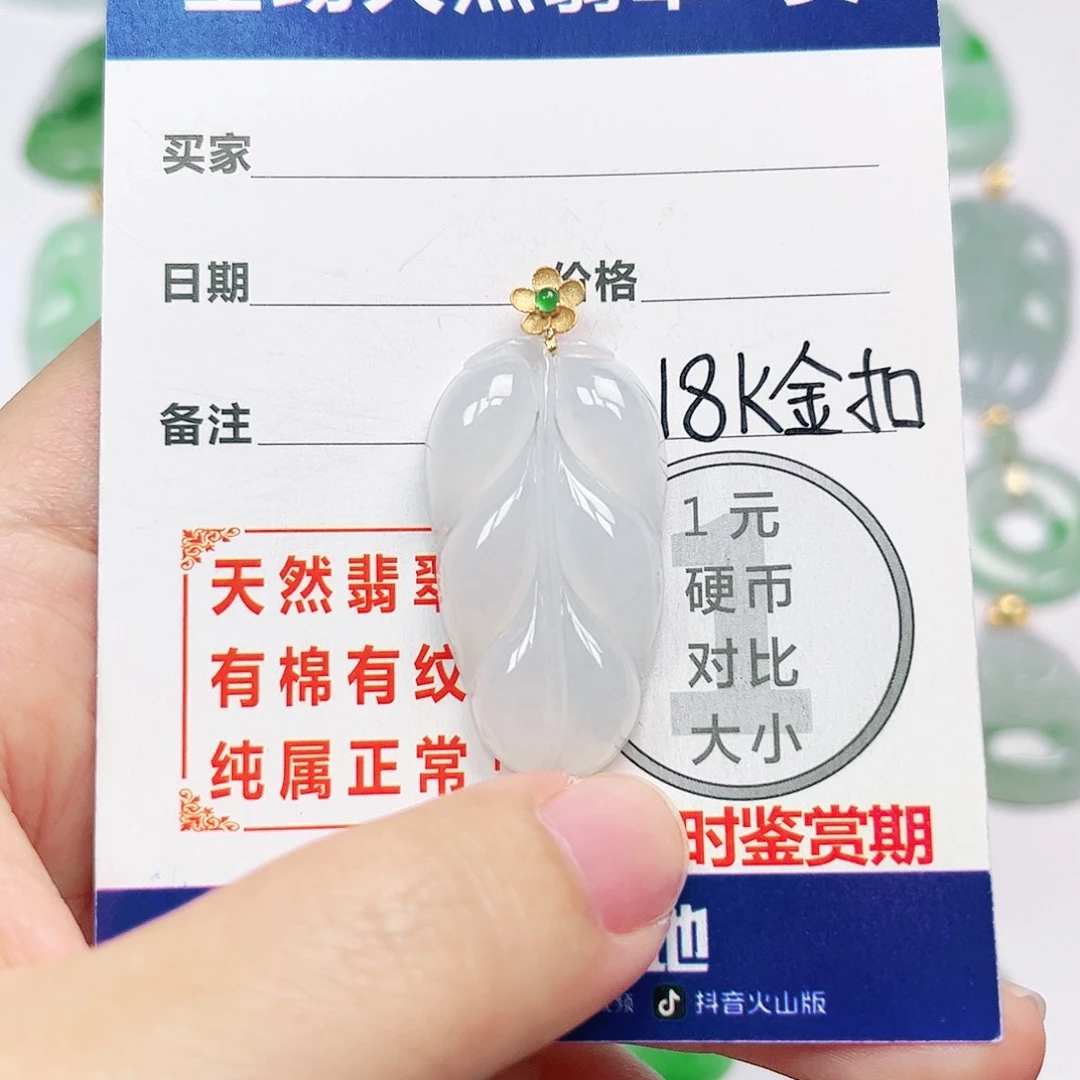 买家
日期
价格
备注
18K金扣
天然翡翠
有棉有纹
纯属正常
1元
硬币
对比
大小
时鉴赏期
地
抖音火山版